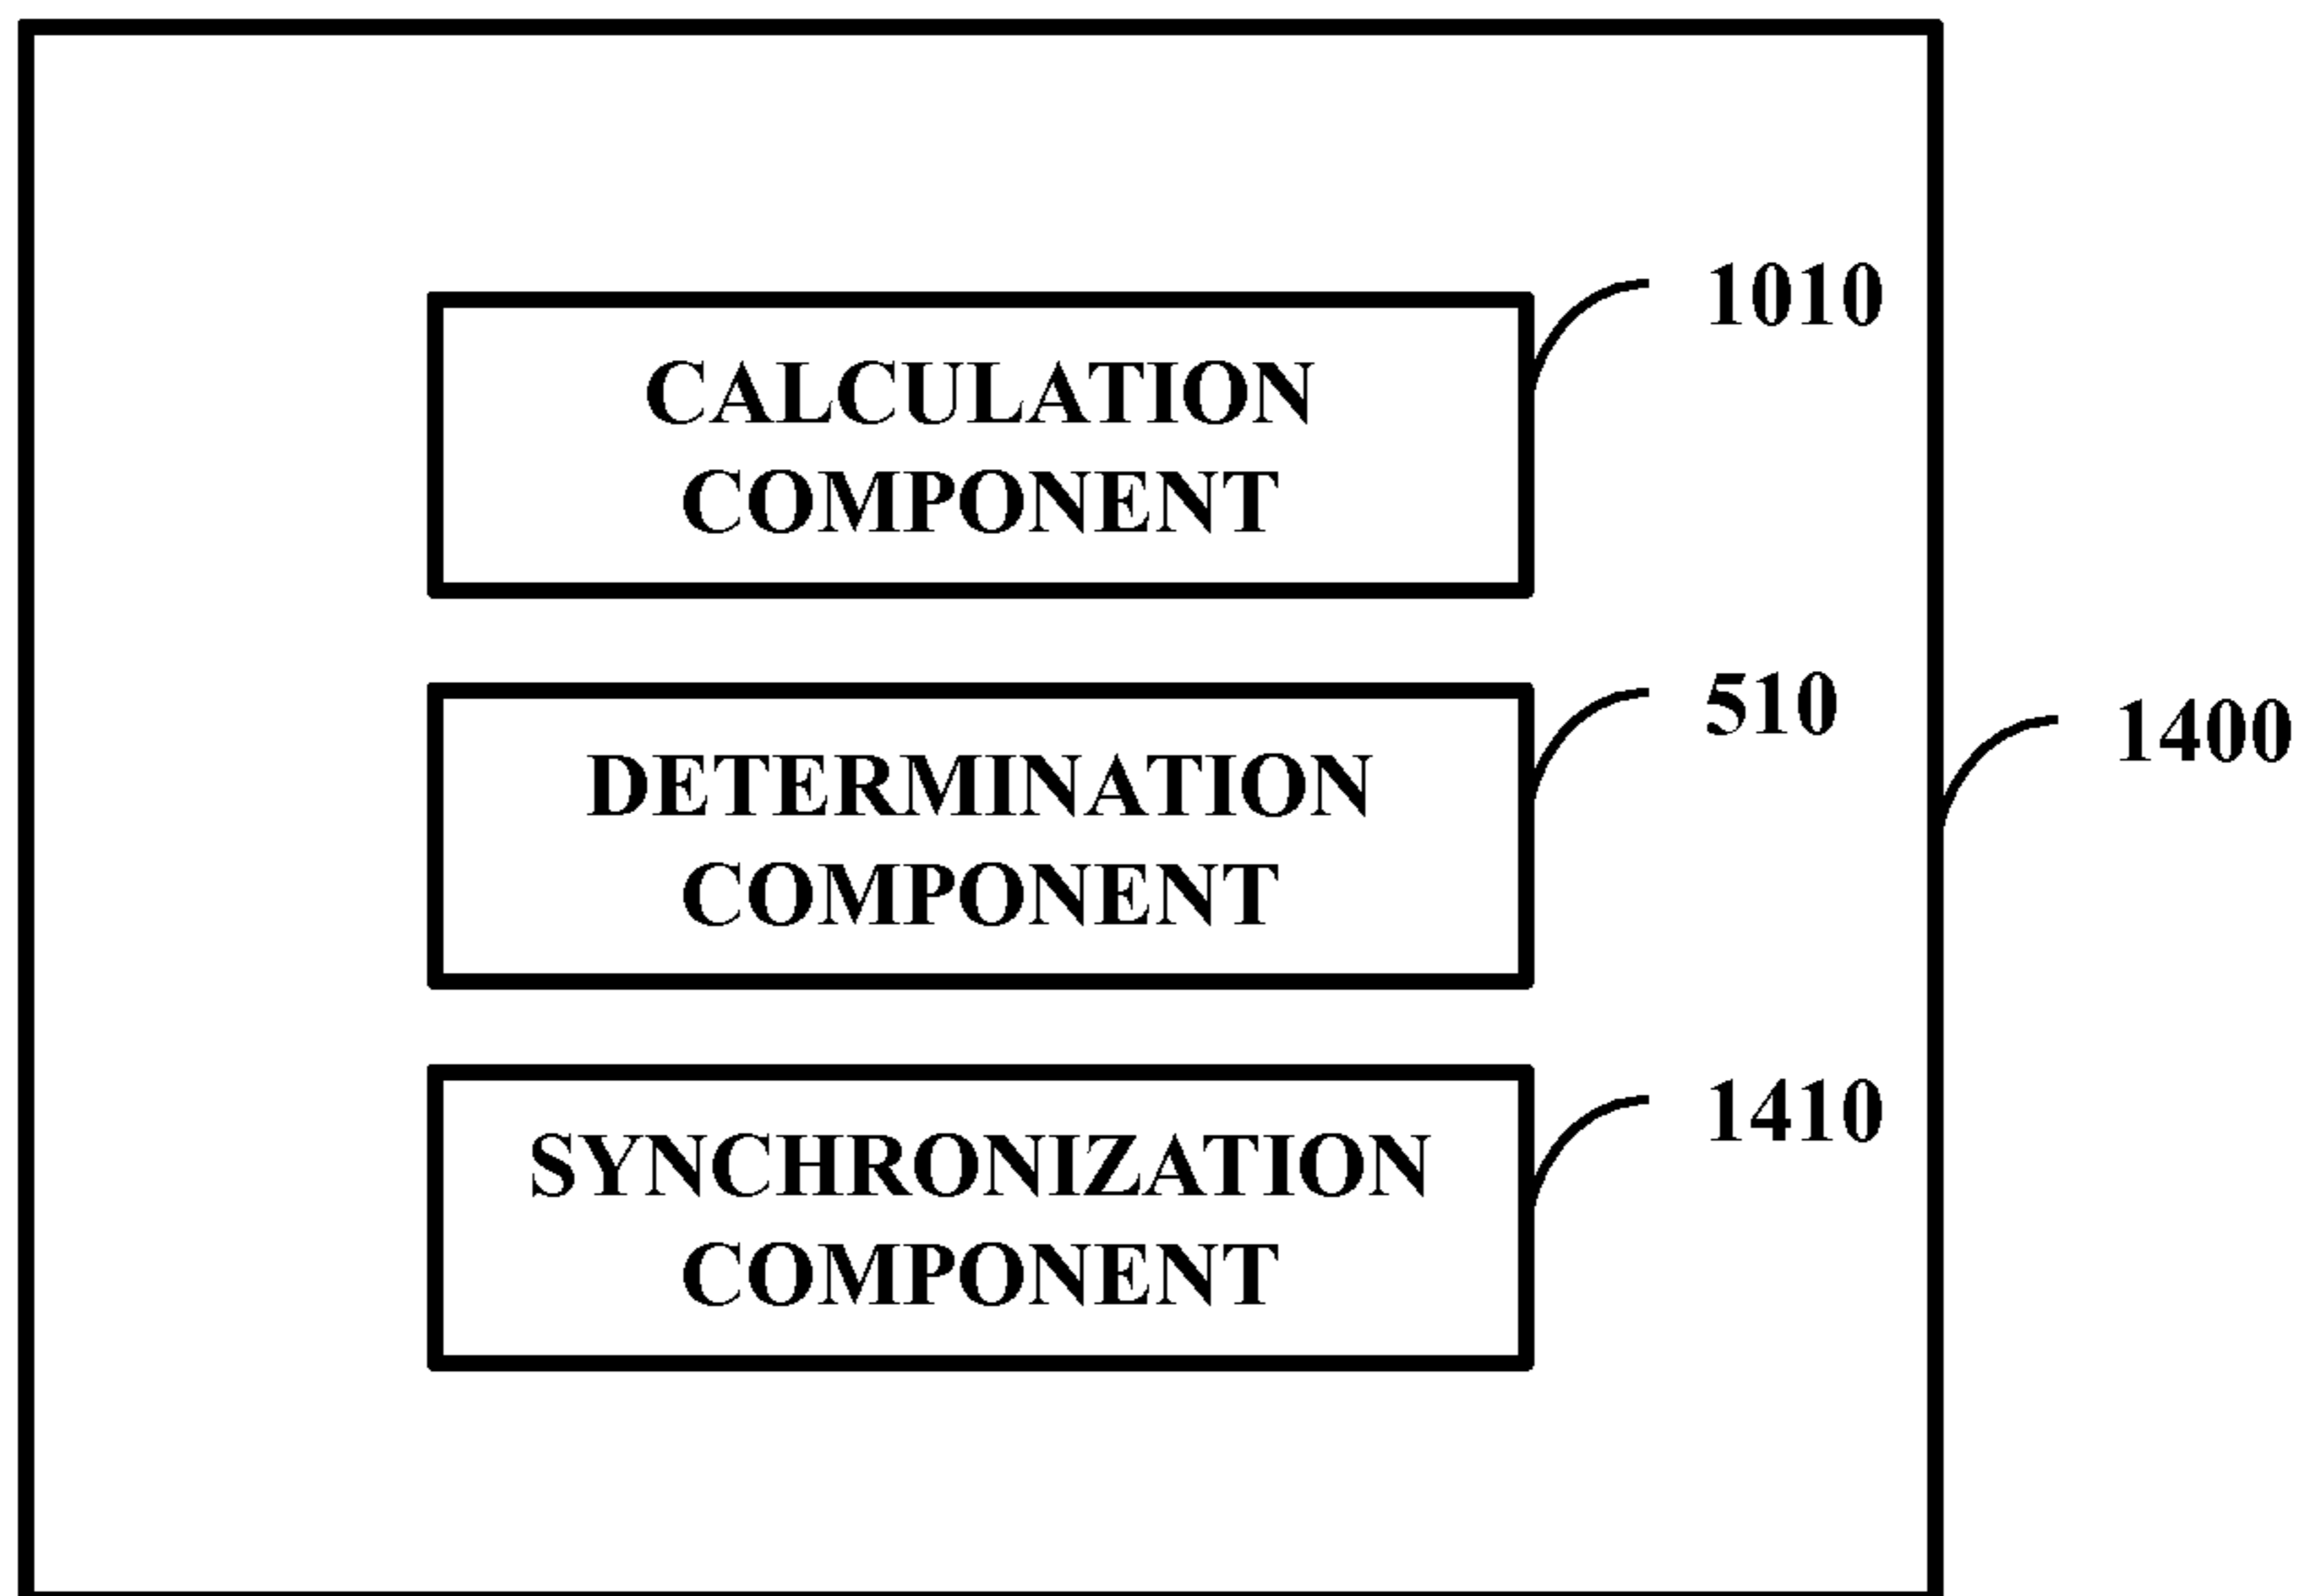 1010
CALCULATION
COMPONENT
510
1400
DETERMINATION
COMPONENT
1410
SYNCHRONIZATION
COMPONENT